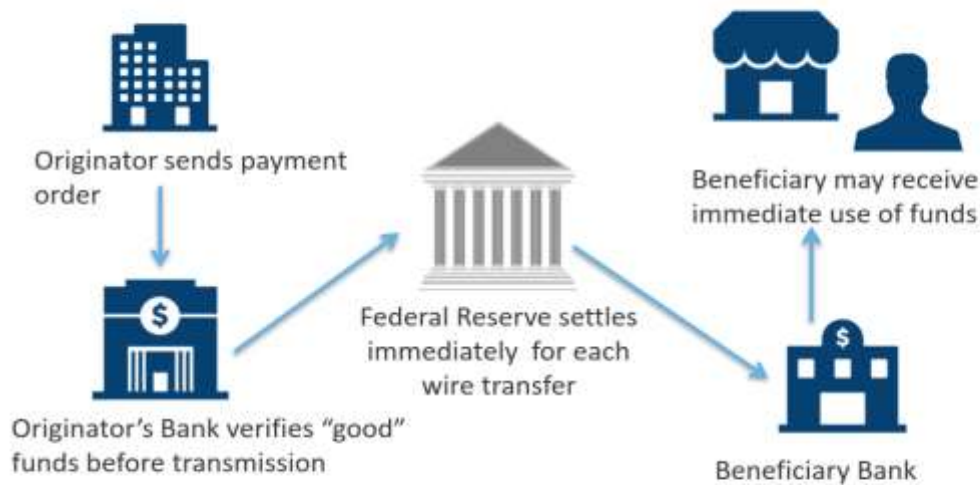 Originator sends payment
order
$
Originator's Bank verifies “good”
funds before transmission
Federal Reserve settles
immediately for each
wire transfer
$
Beneficiary Bank
Beneficiary may receive
immediate use of funds